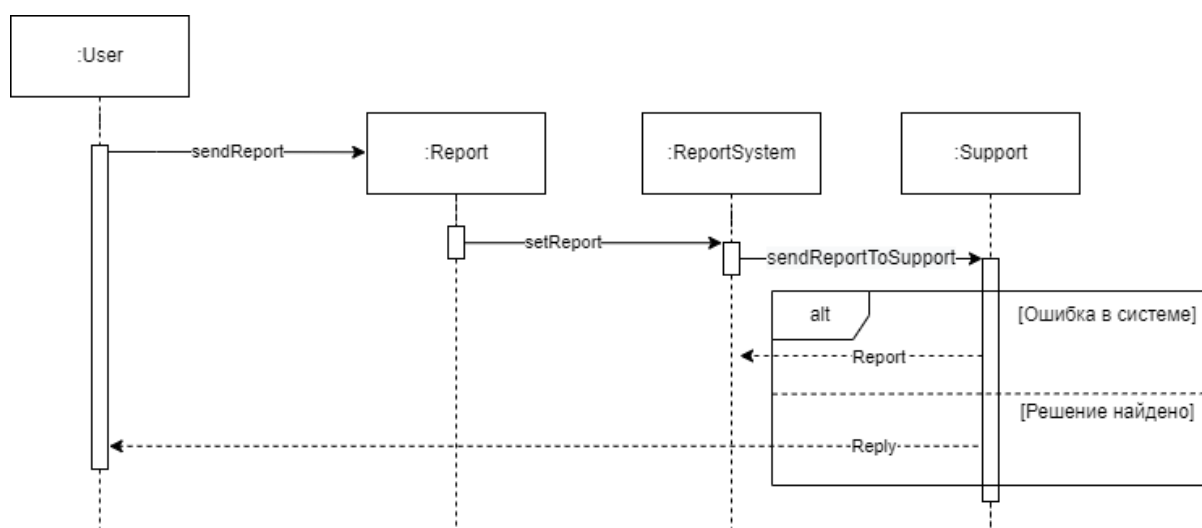 :User
:Report
:ReportSystem
:Support
sendReport
setReport
sendReportToSupport
alt
[Ошибка в системе]
Report
[Решение найдено]
Reply